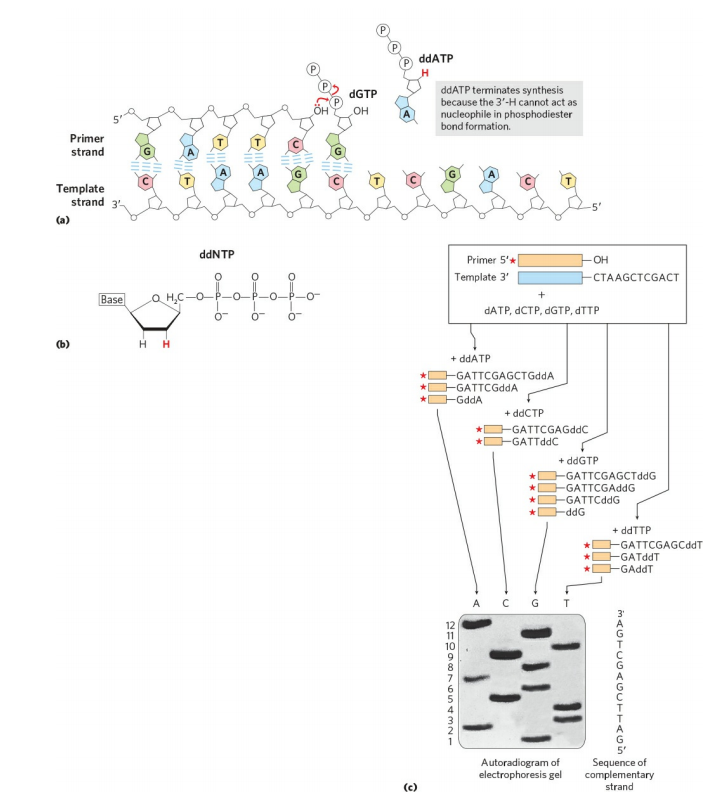 P
P
P
ddATP
H
A
ddATP terminates synthesis
because the 3′-H cannot act as
nucleophile in phosphodiester
bond formation.
P
P
P
dGTP
OH
OH
5′
Primer
strand
G A T T C G
Template
strand
C T A A G C T C G A C T
3′
5′
(a)
ddNTP
O O O
Base
O
H₂C—O—P—O—P—O—P—O⁻
O⁻ O⁻ O⁻
H H
(b)
Primer 5′★ —OH
Template 3′ —CTAAGCTCGACT
+
dATP, dCTP, dGTP, dTTP
+ ddATP
★ —GATTCGAGCTGddA
★ —GATTCGddA
★ —GddA
+ ddCTP
★ —GATTCGAGddC
★ —GATTddC
+ ddGTP
★ —GATTCGAGCTddG
★ —GATTCGAddG
★ —GATTCddG
★ —ddG
+ ddTTP
★ —GATTCGAGCddT
★ —GATddT
★ —GAddT
A C G T
12
11
10
9
8
7
6
5
4
3
2
1
3′
A
G
T
C
G
A
G
C
T
T
A
G
5′
Autoradiogram of
electrophoresis gel
Sequence of
complementary
strand
(c)